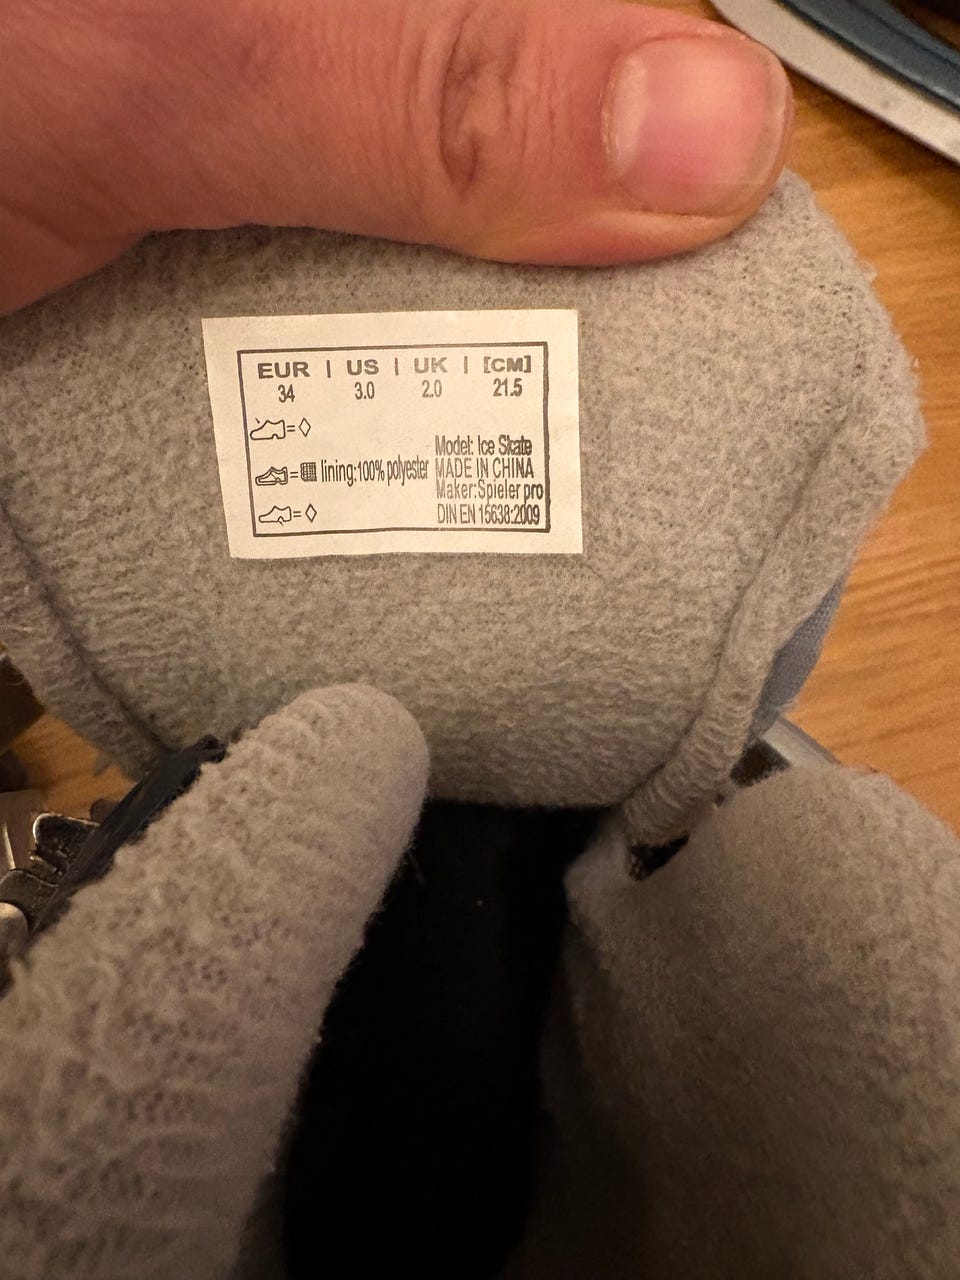 EUR | US | UK | [CM]
34 3.0 2.0 21.5
Model: Ice Skate
lining:100% polyester MADE IN CHINA
Maker:Spieler pro
DIN EN 15638:2009